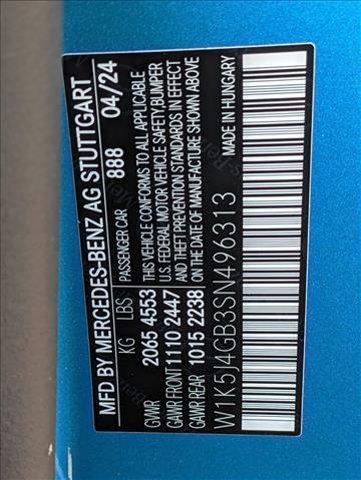 MFD BY MERCEDES-BENZ AG STUTTGART
PASSENGER CAR 888 04/24
KG LBS
GVWR 2065 4553
GAWR FRONT 1110 2447
GAWR REAR 1015 2238
THIS VEHICLE CONFORMS TO ALL APPLICABLE
U.S. FEDERAL MOTOR VEHICLE SAFETY,BUMPER
AND THEFT PREVENTION STANDARDS IN EFFECT
ON THE DATE OF MANUFACTURE SHOWN ABOVE
MADE IN HUNGARY
W1K5J4GB3SN496313